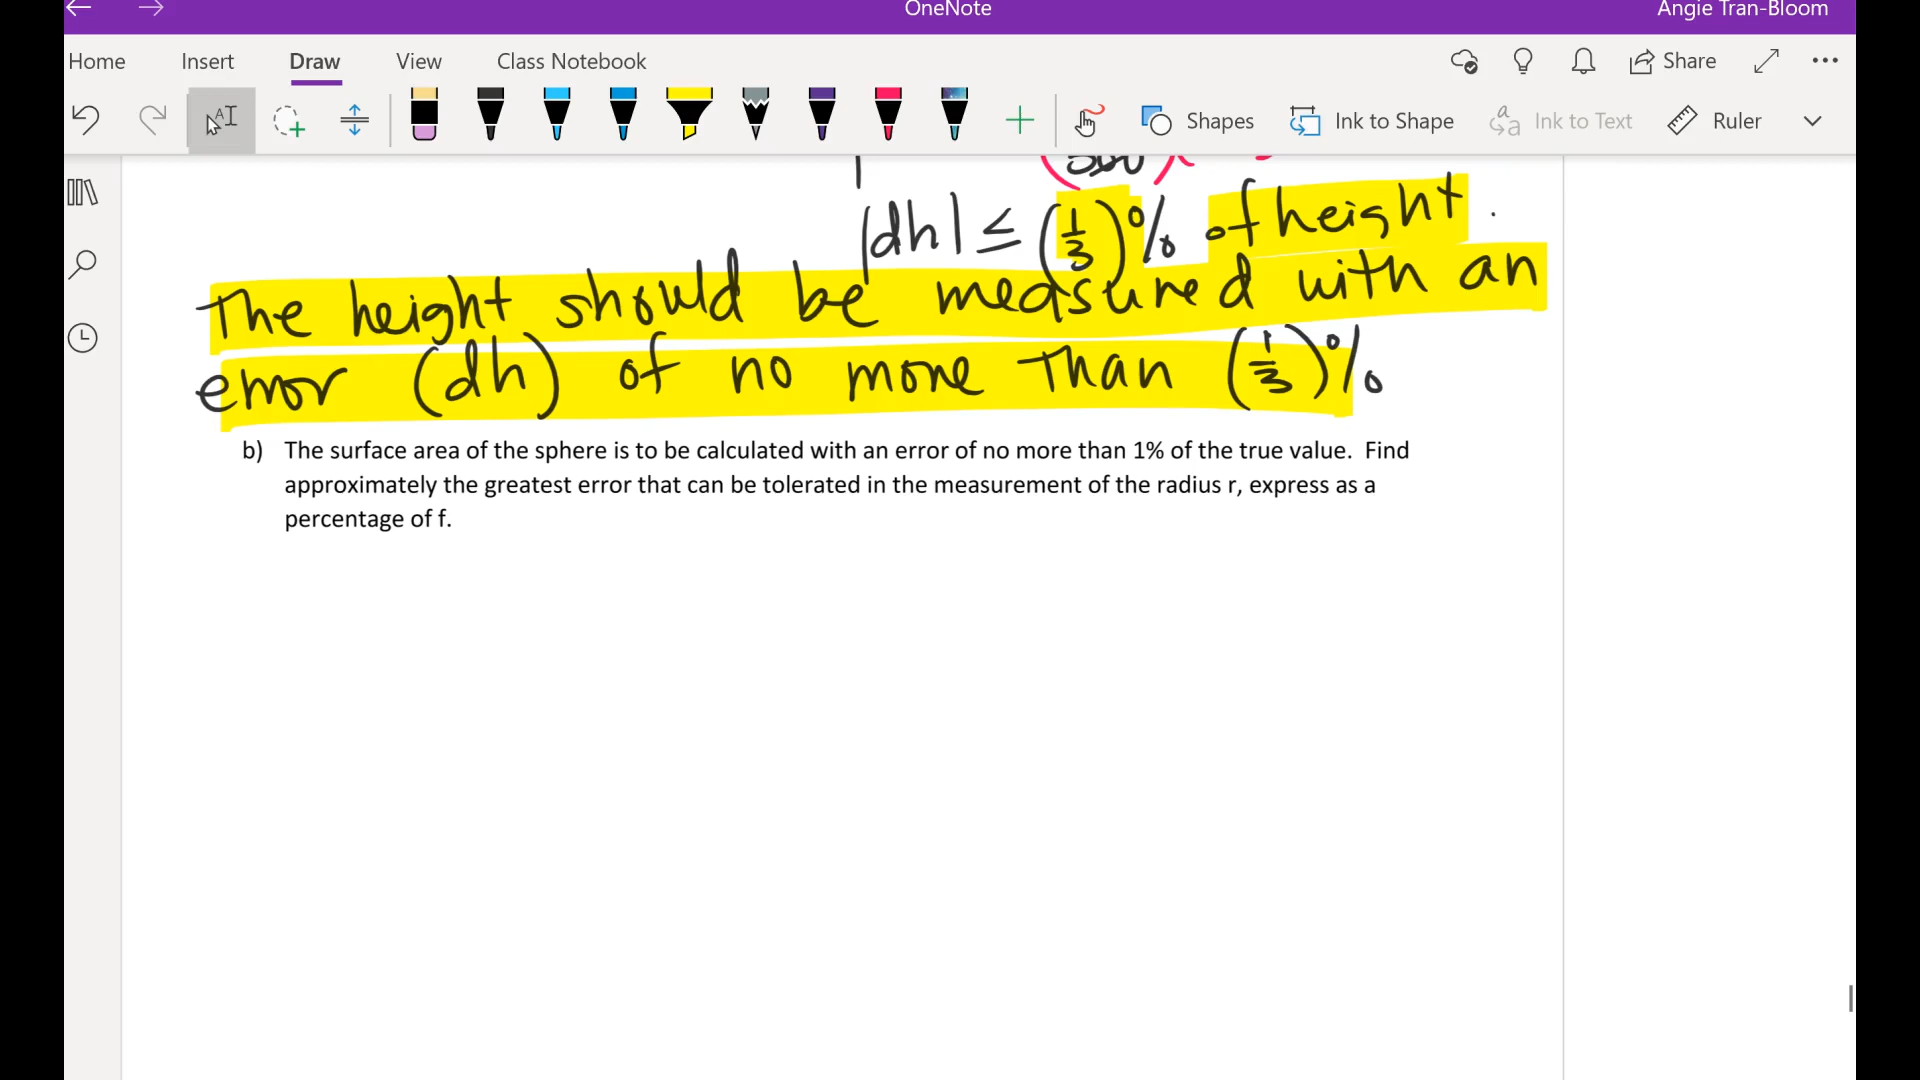 OneNote
Angie Tran-Bloom
Home Insert Draw View Class Notebook Share
Shapes Ink to Shape Ink to Text Ruler
300
|dh| ≤ (1/3)% of height.
The height should be measured with an
error (dh) of no more than (1/3)%
b) The surface area of the sphere is to be calculated with an error of no more than 1% of the true value. Find
approximately the greatest error that can be tolerated in the measurement of the radius r, express as a
percentage of f.